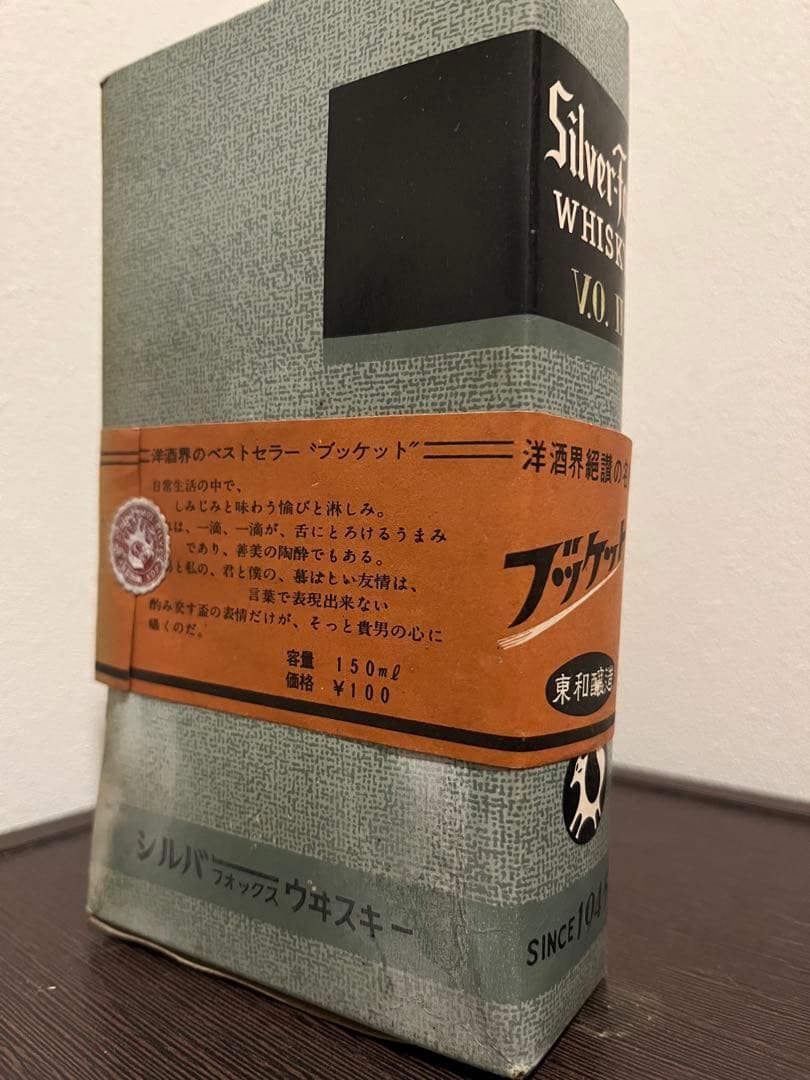 Silver-
WHISK
V.O.
洋酒界のベストセラー〝ブッケット〟
洋酒界絶讃の
日常生活の中で、
しみじみと味わう愉びと淋しみ。
は、一滴、一滴が、舌にとろけるうまみ
であり、善美の陶酔でもある。
と私の、君と僕の、慕はしい友情は、
言葉で表現出来ない
酌み交す盃の表情だけが、そっと貴男の心に
囁くのだ。
容量 150ml
価格 ¥100
ブッケット
東和醸造
シルバーフォックスウヰスキー
SINCE 194